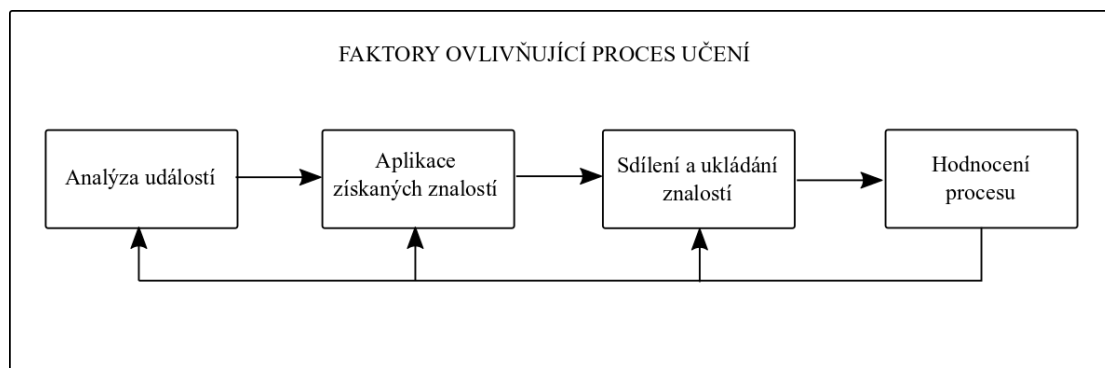 FAKTORY OVLIVŇUJÍCÍ PROCES UČENÍ
Analýza událostí
Aplikace
získaných znalostí
Sdílení a ukládání
znalostí
Hodnocení
procesu